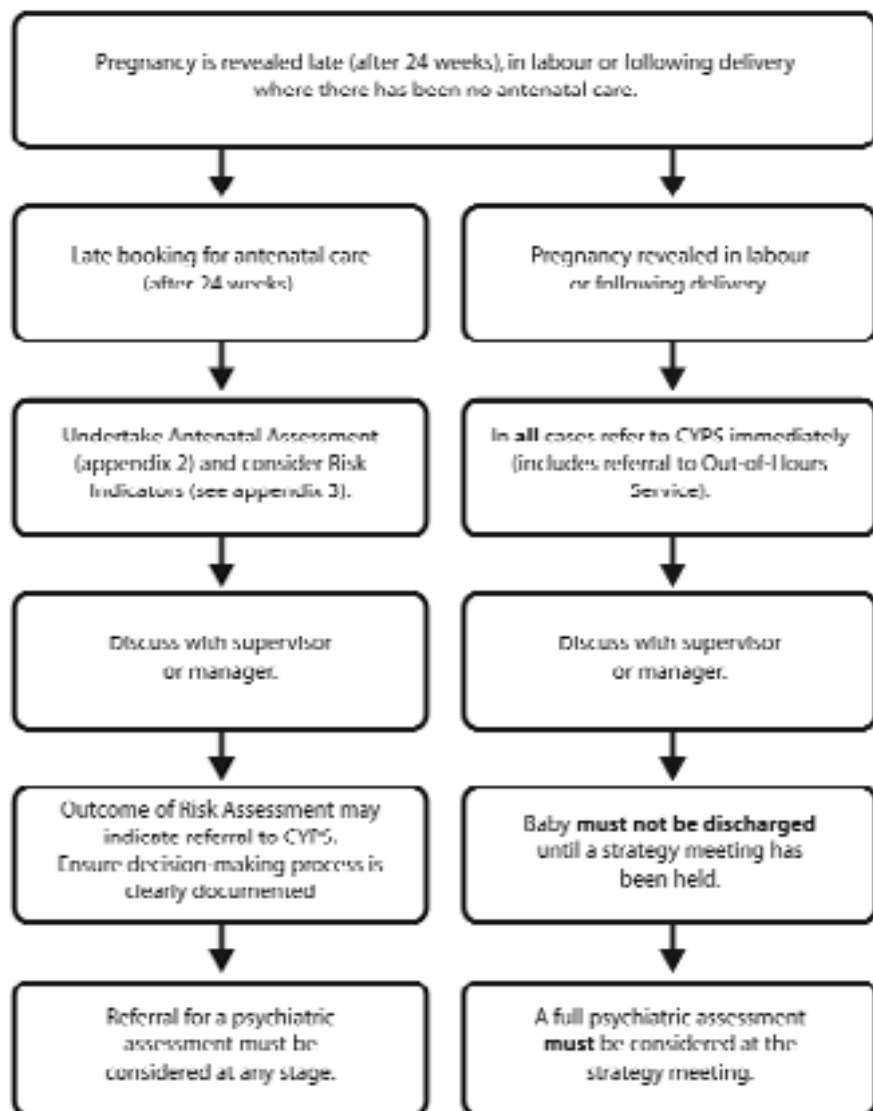 Pregnancy is revealed late (after 24 weeks), in labour or following delivery
where there has been no antenatal care.
Late booking for antenatal care
(after 24 weeks)
Pregnancy revealed in labour
or following delivery
Undertake Antenatal Assessment
(appendix 2) and consider Risk
Indicators (see appendix 3).
In all cases refer to CYPS immediately
(includes referral to Out-of-Hours
Service).
Discuss with supervisor
or manager.
Discuss with supervisor
or manager.
Outcome of Risk Assessment may
indicate referral to CYPS.
Ensure decision-making process is
clearly documented
Baby must not be discharged
until a strategy meeting has
been held.
Referral for a psychiatric
assessment must be
considered at any stage.
A full psychiatric assessment
must be considered at the
strategy meeting.